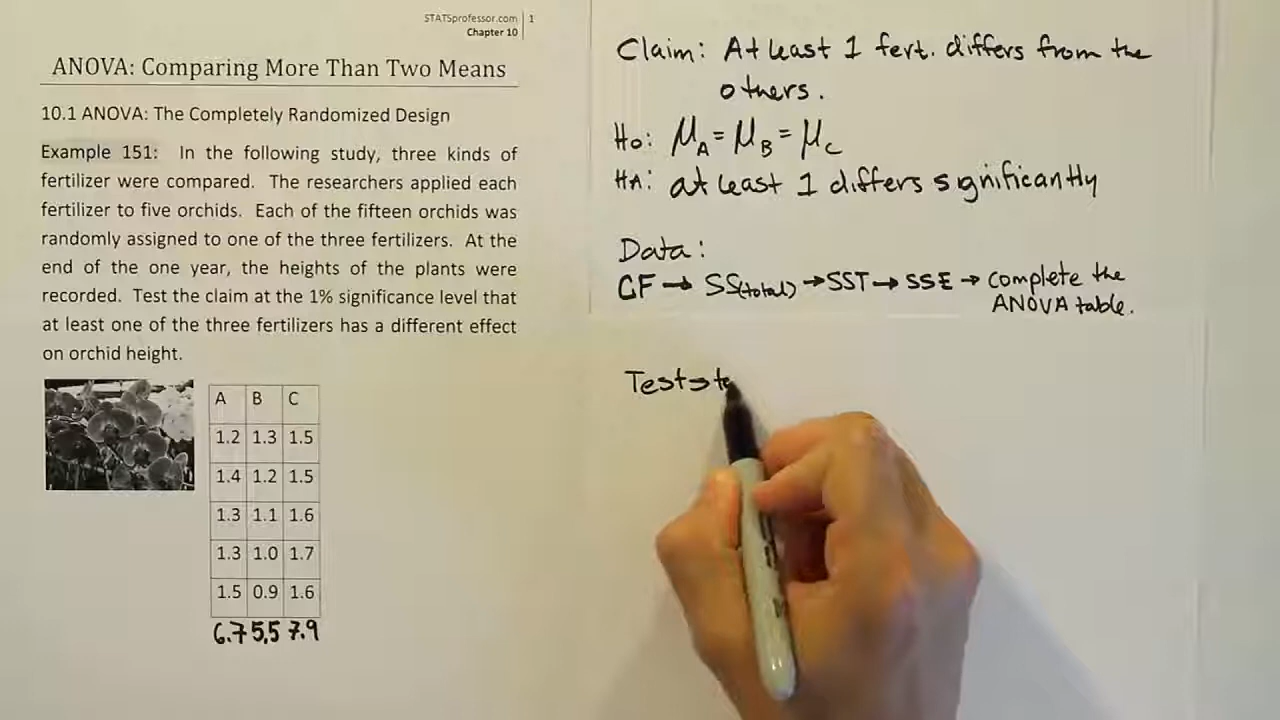 STATSprofessor.com 1
Chapter 10
ANOVA: Comparing More Than Two Means
10.1 ANOVA: The Completely Randomized Design
Example 151: In the following study, three kinds of
fertilizer were compared. The researchers applied each
fertilizer to five orchids. Each of the fifteen orchids was
randomly assigned to one of the three fertilizers. At the
end of the one year, the heights of the plants were
recorded. Test the claim at the 1% significance level that
at least one of the three fertilizers has a different effect
on orchid height.
A B C
1.2 1.3 1.5
1.4 1.2 1.5
1.3 1.1 1.6
1.3 1.0 1.7
1.5 0.9 1.6
6.7 5.5 7.9
Claim: At least 1 fert. differs from the
others.
Ho: μA = μB = μC
HA: at least 1 differs significantly
Data:
CF → SS(total) → SST → SSE → complete the
ANOVA table.
Test st